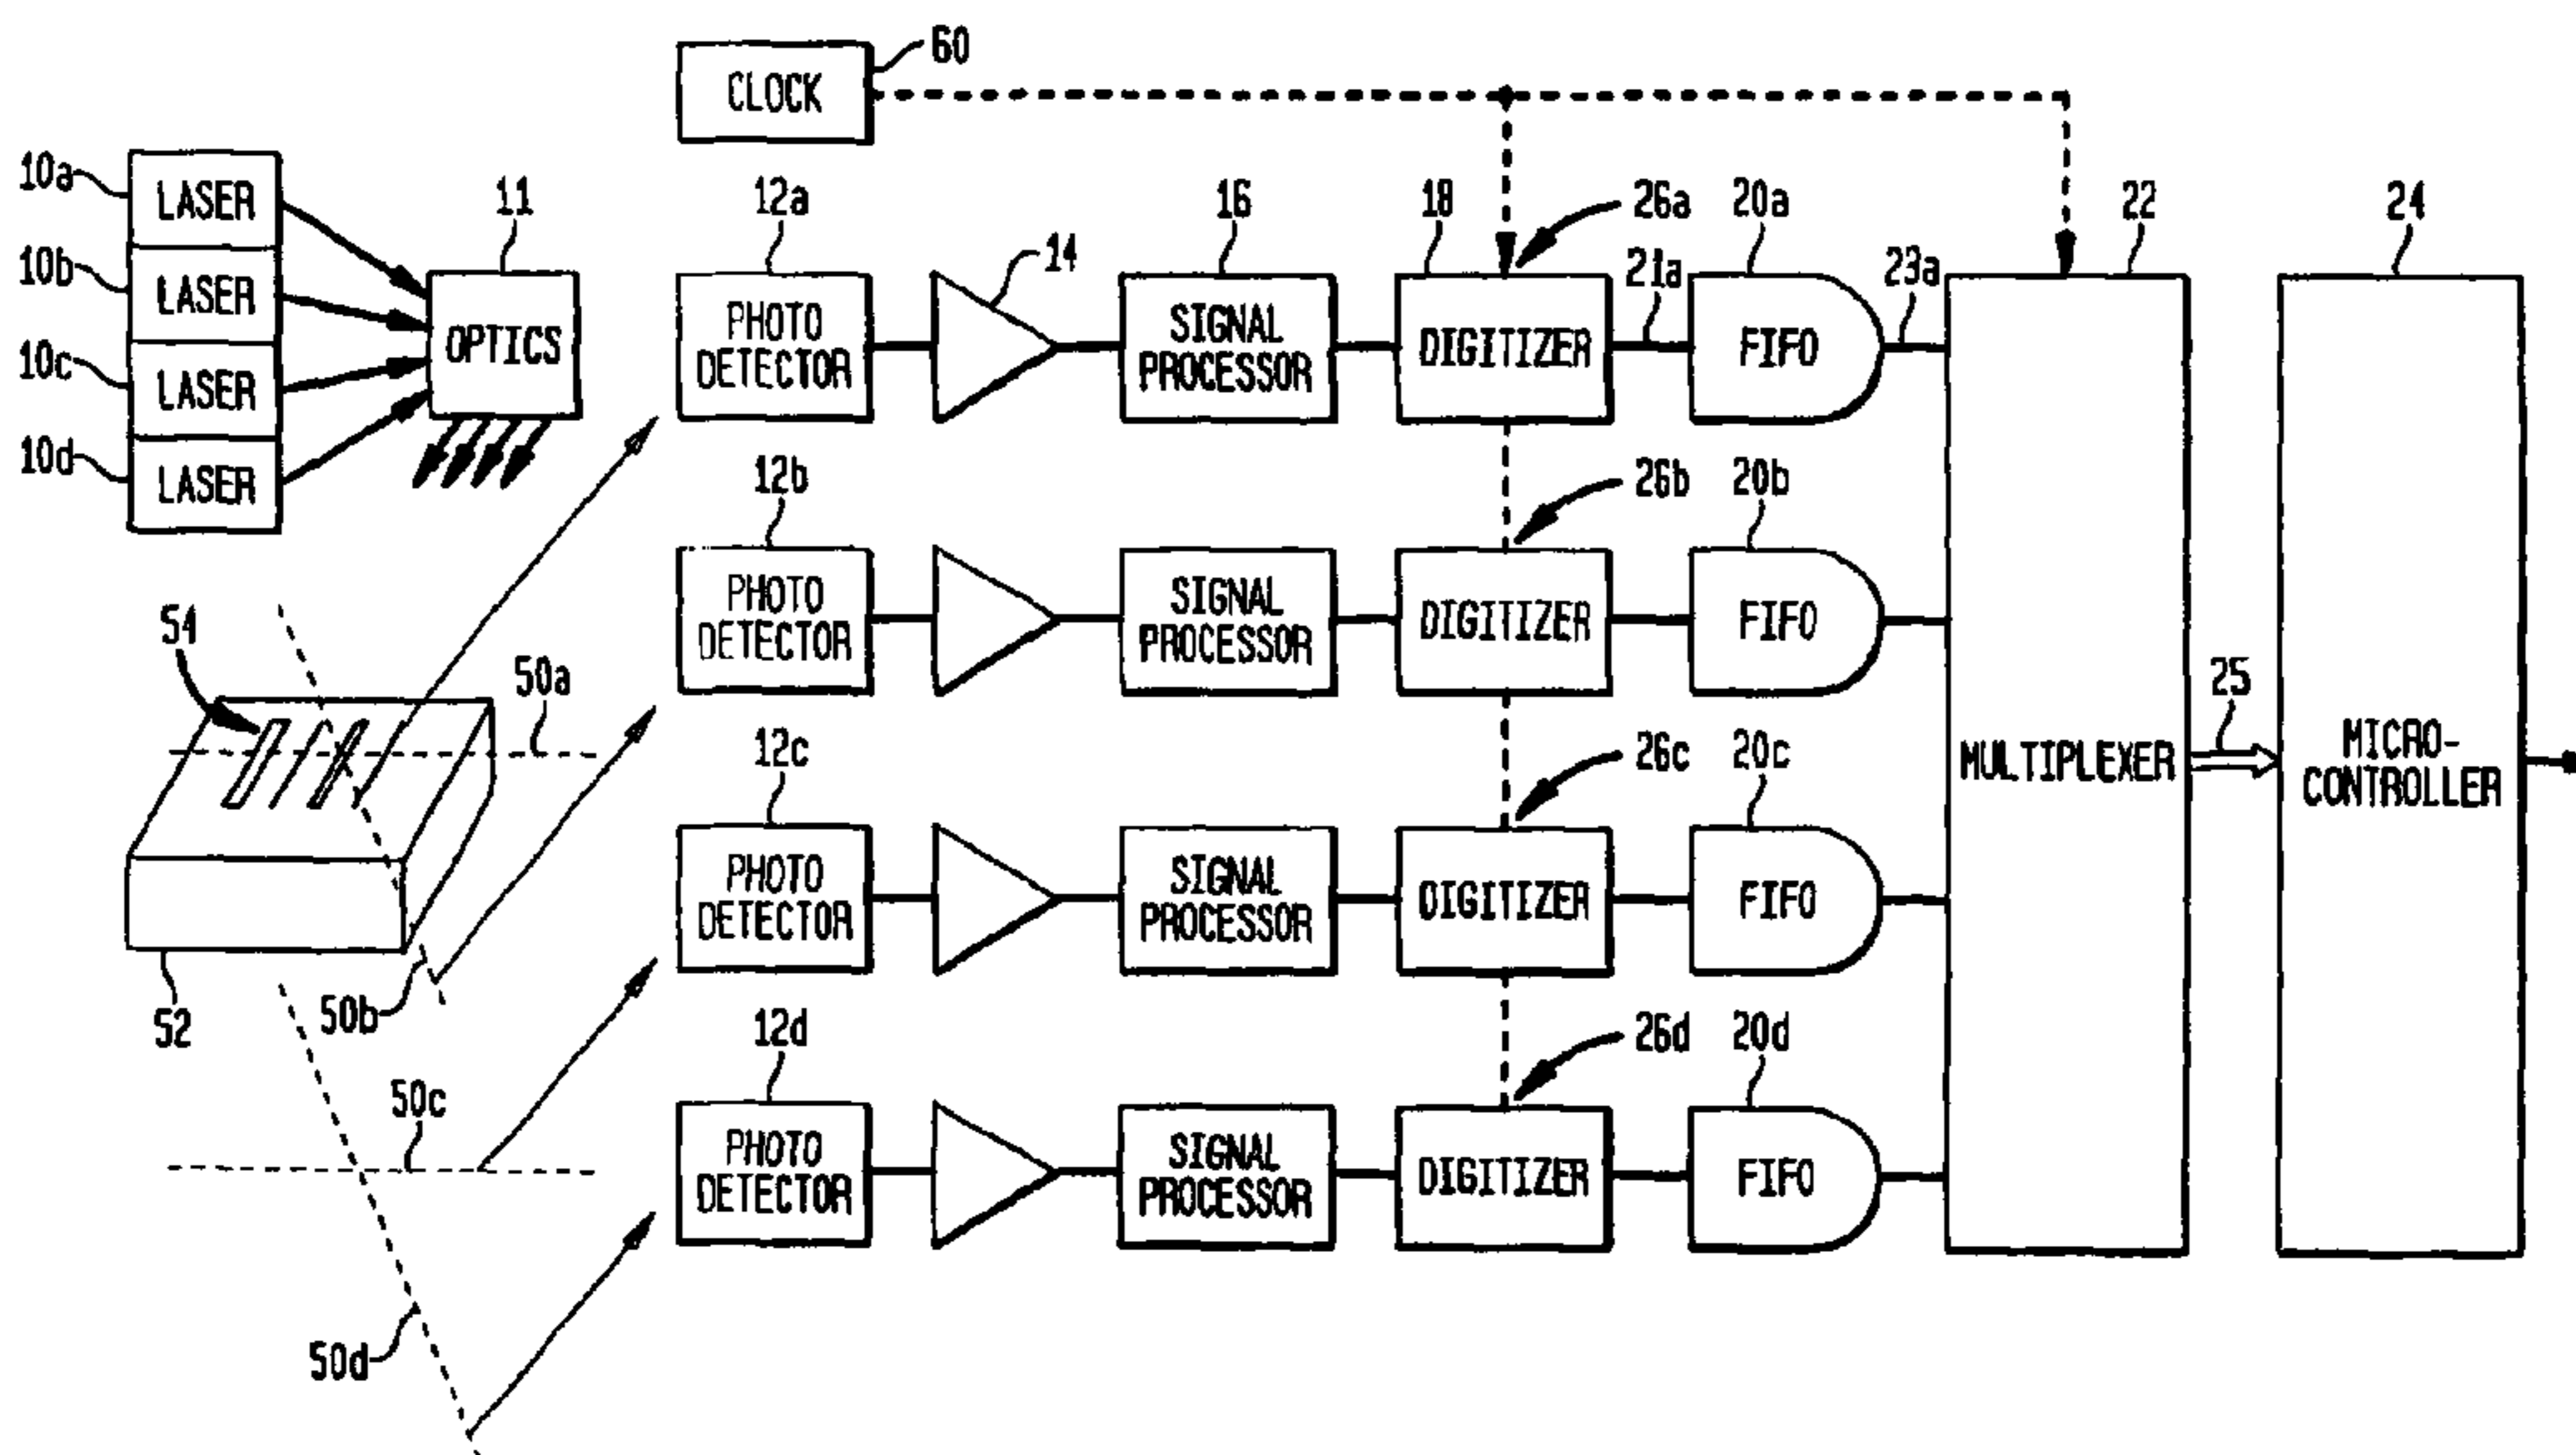 60
CLOCK
10a
LASER
10b
LASER
10c
LASER
10d
LASER
11
OPTICS
12a
PHOTO
DETECTOR
14
16
SIGNAL
PROCESSOR
18
DIGITIZER
26a
21a
20a
FIFO
23a
22
MULTIPLEXER
25
24
MICRO-
CONTROLLER
12b
PHOTO
DETECTOR
SIGNAL
PROCESSOR
26b
DIGITIZER
20b
FIFO
54
50a
52
50b
12c
PHOTO
DETECTOR
SIGNAL
PROCESSOR
26c
DIGITIZER
20c
FIFO
50c
50d
12d
PHOTO
DETECTOR
SIGNAL
PROCESSOR
26d
DIGITIZER
20d
FIFO